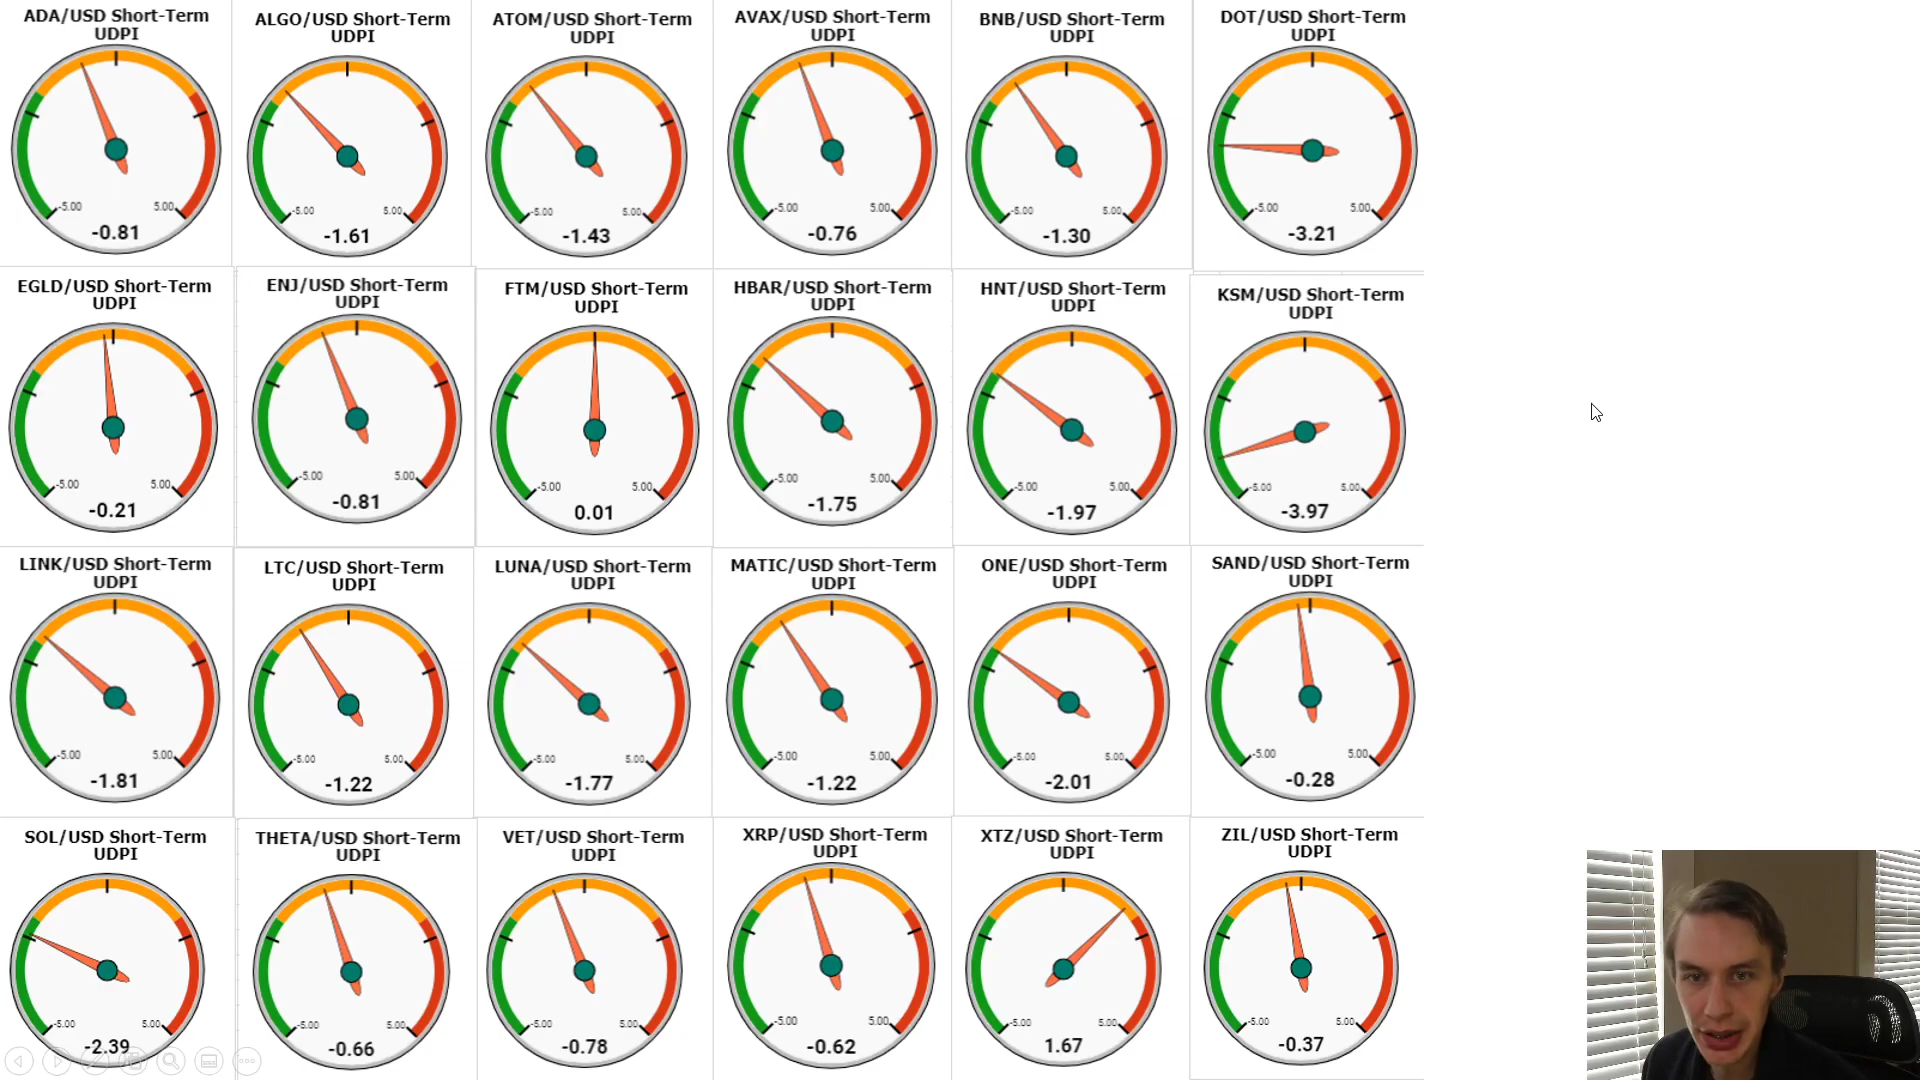 ADA/USD Short-Term
UDPI
-5.00
5.00
-0.81
ALGO/USD Short-Term
UDPI
-5.00
5.00
-1.61
ATOM/USD Short-Term
UDPI
-5.00
5.00
-1.43
AVAX/USD Short-Term
UDPI
-5.00
5.00
-0.76
BNB/USD Short-Term
UDPI
-5.00
5.00
-1.30
DOT/USD Short-Term
UDPI
-5.00
5.00
-3.21
EGLD/USD Short-Term
UDPI
-5.00
5.00
-0.21
ENJ/USD Short-Term
UDPI
-5.00
5.00
-0.81
FTM/USD Short-Term
UDPI
-5.00
5.00
0.01
HBAR/USD Short-Term
UDPI
-5.00
5.00
-1.75
HNT/USD Short-Term
UDPI
-5.00
5.00
-1.97
KSM/USD Short-Term
UDPI
-5.00
5.00
-3.97
LINK/USD Short-Term
UDPI
-5.00
5.00
-1.81
LTC/USD Short-Term
UDPI
-5.00
5.00
-1.22
LUNA/USD Short-Term
UDPI
-5.00
5.00
-1.77
MATIC/USD Short-Term
UDPI
-5.00
5.00
-1.22
ONE/USD Short-Term
UDPI
-5.00
5.00
-2.01
SAND/USD Short-Term
UDPI
-5.00
5.00
-0.28
SOL/USD Short-Term
UDPI
-5.00
5.00
-2.39
THETA/USD Short-Term
UDPI
-5.00
5.00
-0.66
VET/USD Short-Term
UDPI
-5.00
5.00
-0.78
XRP/USD Short-Term
UDPI
-5.00
5.00
-0.62
XTZ/USD Short-Term
UDPI
-5.00
5.00
1.67
ZIL/USD Short-Term
UDPI
-5.00
5.00
-0.37